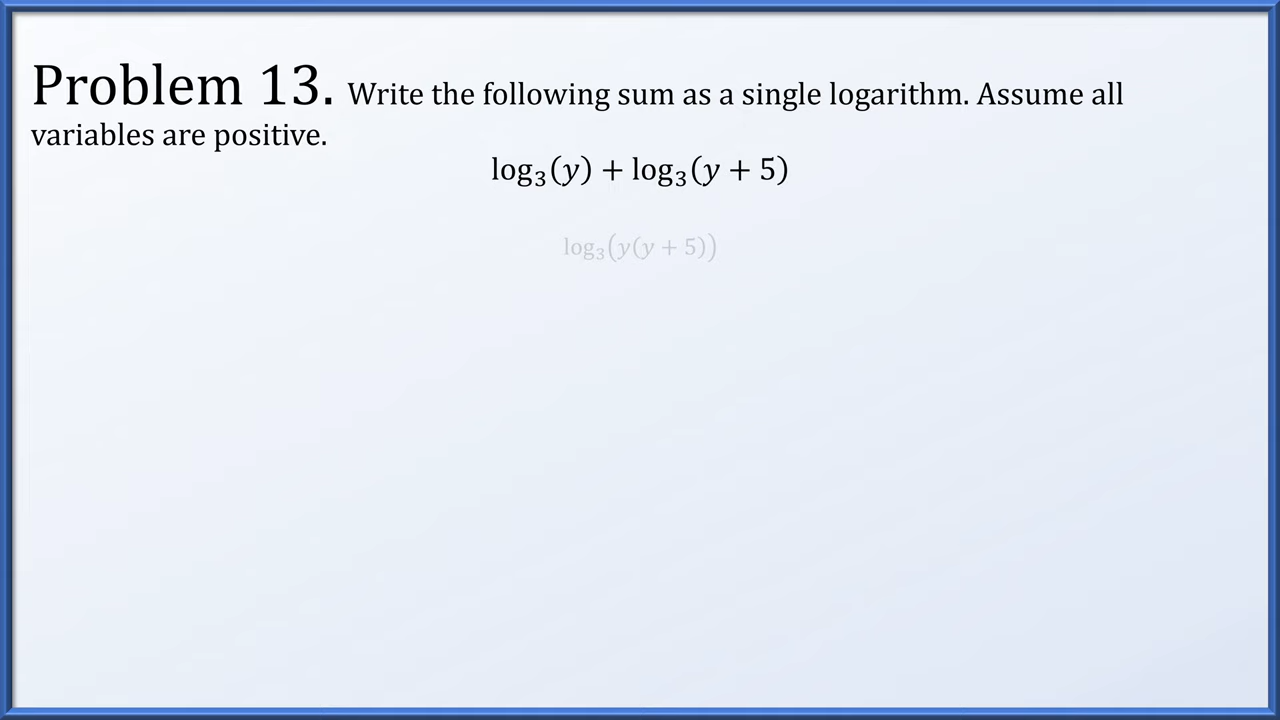 Problem 13. Write the following sum as a single logarithm. Assume all
variables are positive.
log₃(y) + log₃(y + 5)
log₃(y(y + 5))